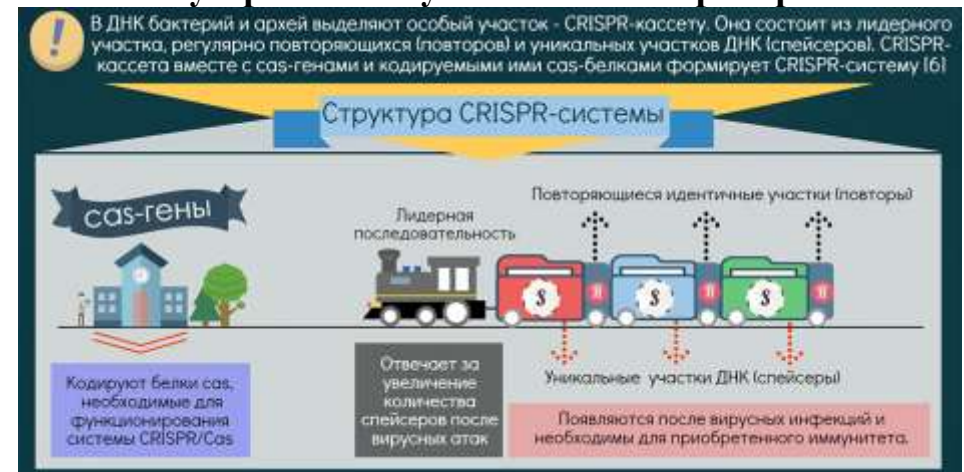 В ДНК бактерий и архей выделяют особый участок - CRISPR-кассету. Она состоит из лидерного
участка, регулярно повторяющихся (повторов) и уникальных участков ДНК (спейсеров). CRISPR-
кассета вместе с cas-генами и кодируемыми ими cas-белками формирует CRISPR-систему [6]
Структура CRISPR-системы
cas-гены
Кодируют белки cas,
необходимые для
функционирования
системы CRISPR/Cas
Лидерная
последовательность
Отвечает за
увеличение
количества
спейсеров после
вирусных атак
Повторяющиеся идентичные участки (повторы)
S
S
S
Уникальные участки ДНК (спейсеры)
Появляются после вирусных инфекций и
необходимы для приобретенного иммунитета.